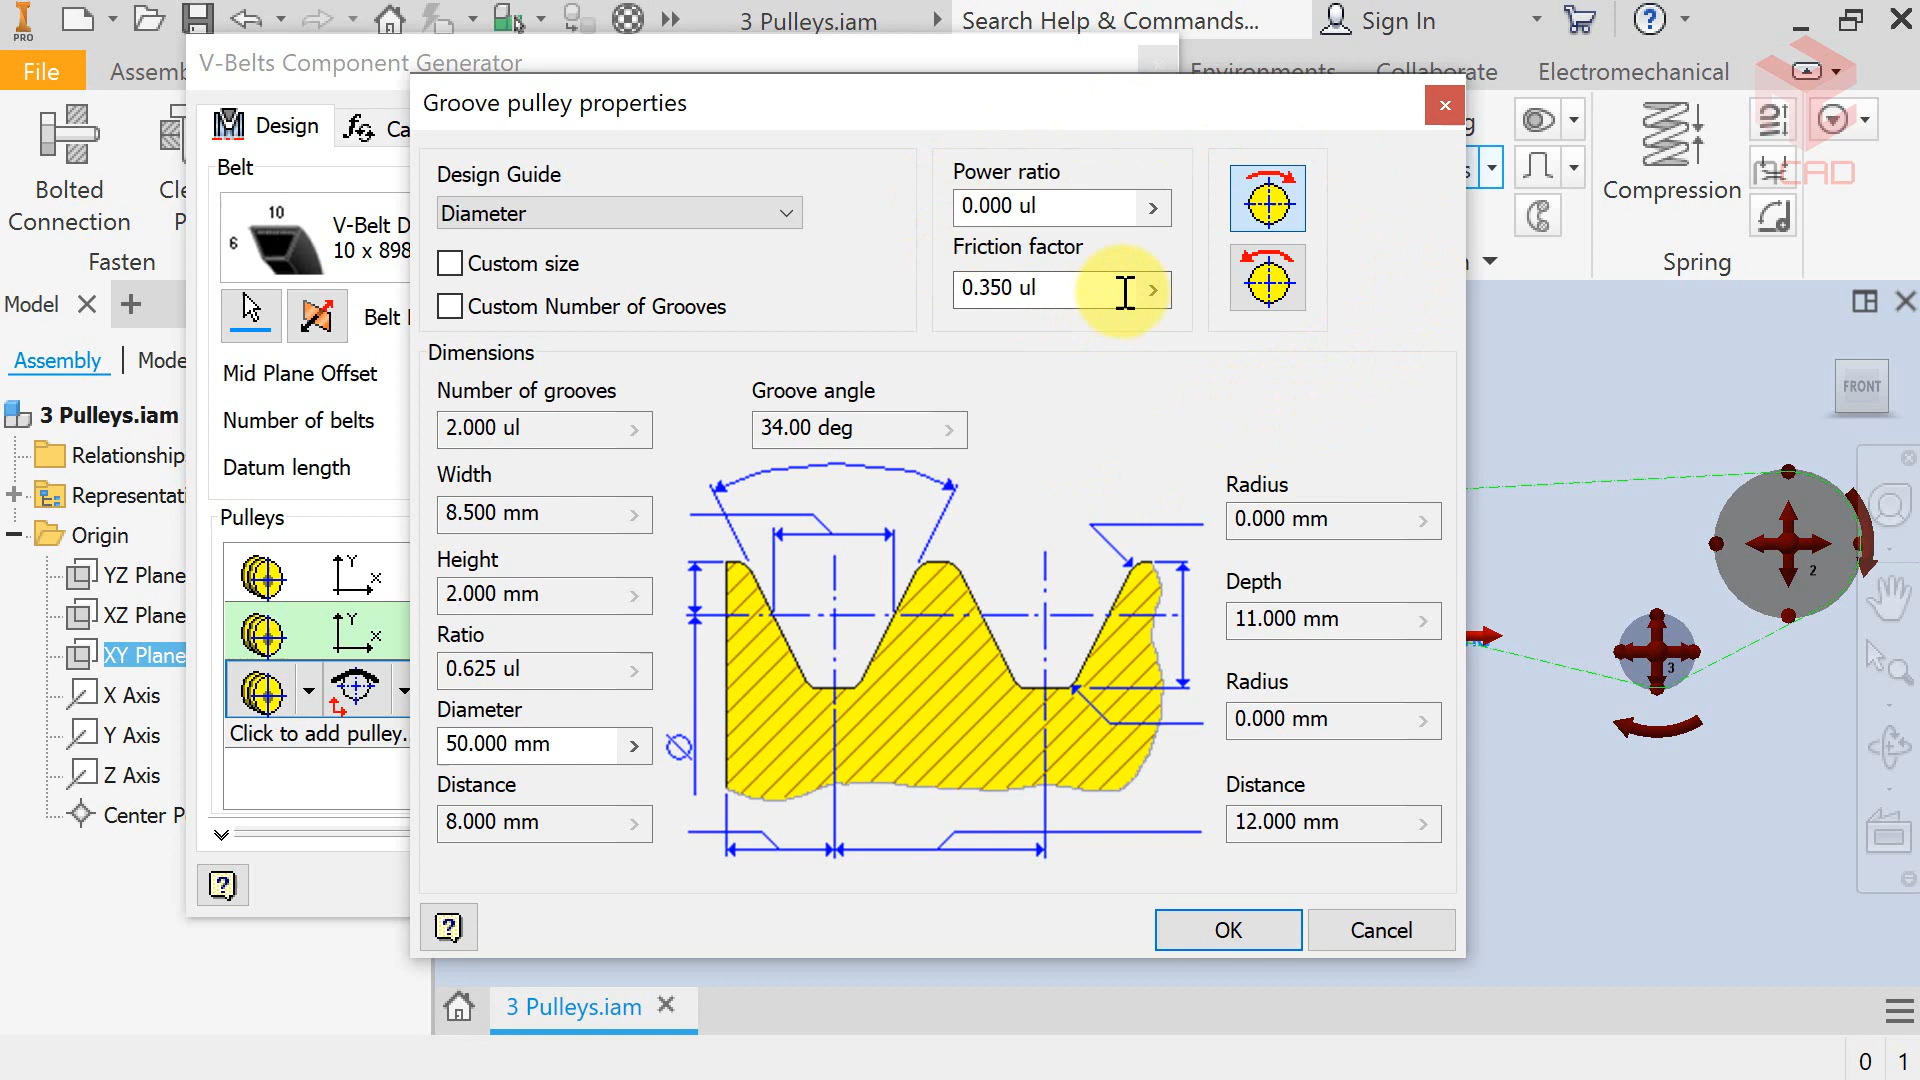 PRO
3 Pulleys.iam
Search Help & Commands...
Sign In
File
Assemb
V-Belts Component Generator
Environments
Collaborate
Electromechanical
Bolted
Connection
Cle
P
Fasten
Compression
Spring
CAD
Model
Assembly
Mode
3 Pulleys.iam
Relationship
Representati
Origin
YZ Plane
XZ Plane
XY Plane
X Axis
Y Axis
Z Axis
Center P
Design
Ca
Belt
10
6
V-Belt D
10 x 898
Belt
Mid Plane Offset
Number of belts
Datum length
Pulleys
Click to add pulley.
Groove pulley properties
Design Guide
Diameter
Custom size
Custom Number of Grooves
Power ratio
0.000 ul
Friction factor
0.350 ul
Dimensions
Number of grooves
2.000 ul
Groove angle
34.00 deg
Width
8.500 mm
Height
2.000 mm
Ratio
0.625 ul
Diameter
50.000 mm
Distance
8.000 mm
Radius
0.000 mm
Depth
11.000 mm
Radius
0.000 mm
Distance
12.000 mm
OK
Cancel
FRONT
2
3
3 Pulleys.iam
0 1